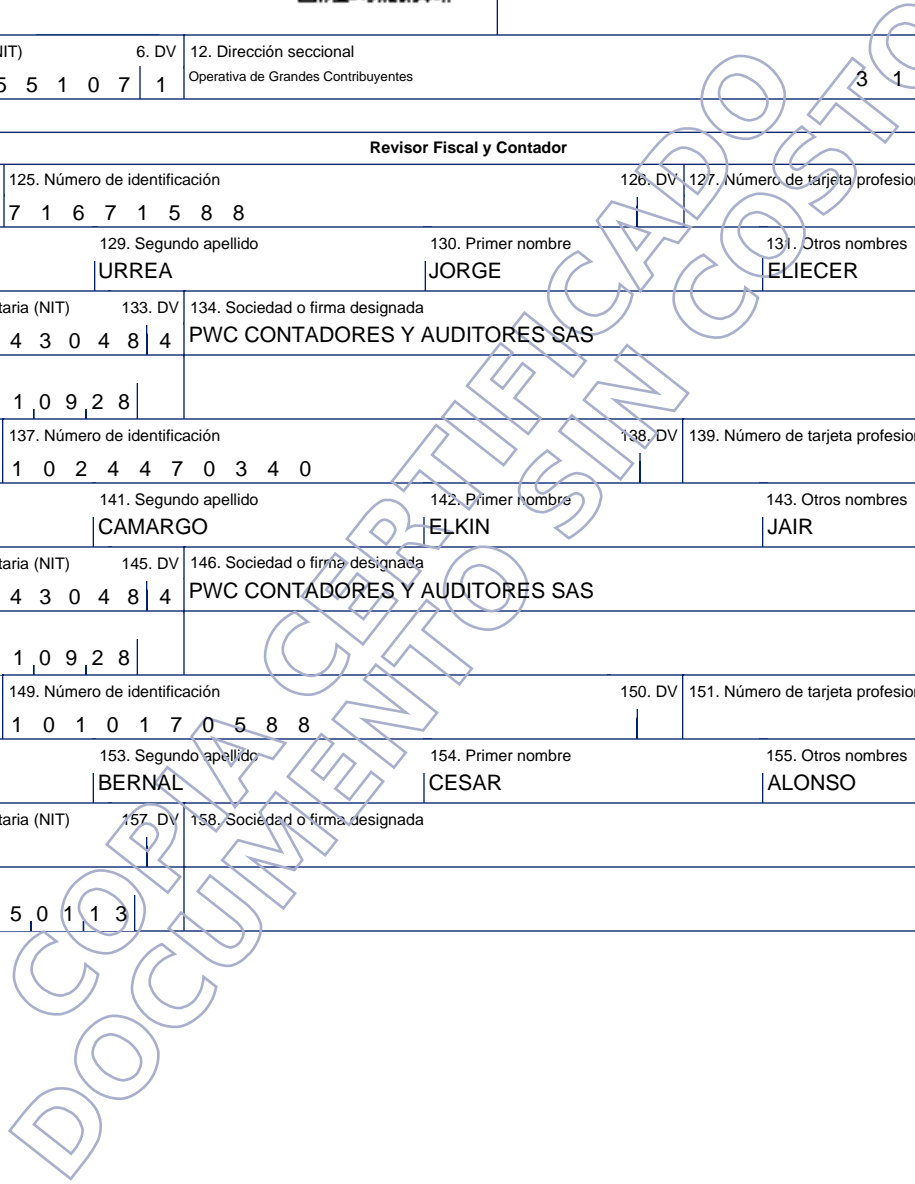 NIT) 6. DV 12. Dirección seccional
5 5 1 0 7 1 Operativa de Grandes Contribuyentes 3 1
Revisor Fiscal y Contador
125. Número de identificación 126. DV 127. Número de tarjeta profesion
7 1 6 7 1 5 8 8
129. Segundo apellido 130. Primer nombre 131. Otros nombres
URREA JORGE ELIECER
taria (NIT) 133. DV 134. Sociedad o firma designada
4 3 0 4 8 4 PWC CONTADORES Y AUDITORES SAS
1 0 9 2 8
137. Número de identificación 138. DV 139. Número de tarjeta profesion
1 0 2 4 4 7 0 3 4 0
141. Segundo apellido 142. Primer nombre 143. Otros nombres
CAMARGO ELKIN JAIR
taria (NIT) 145. DV 146. Sociedad o firma designada
4 3 0 4 8 4 PWC CONTADORES Y AUDITORES SAS
1 0 9 2 8
149. Número de identificación 150. DV 151. Número de tarjeta profesion
1 0 1 0 1 7 0 5 8 8
153. Segundo apellido 154. Primer nombre 155. Otros nombres
BERNAL CESAR ALONSO
taria (NIT) 157. DV 158. Sociedad o firma designada
5 0 1 1 3
COPIA CERTIFICADO
DOCUMENTO SIN COSTO